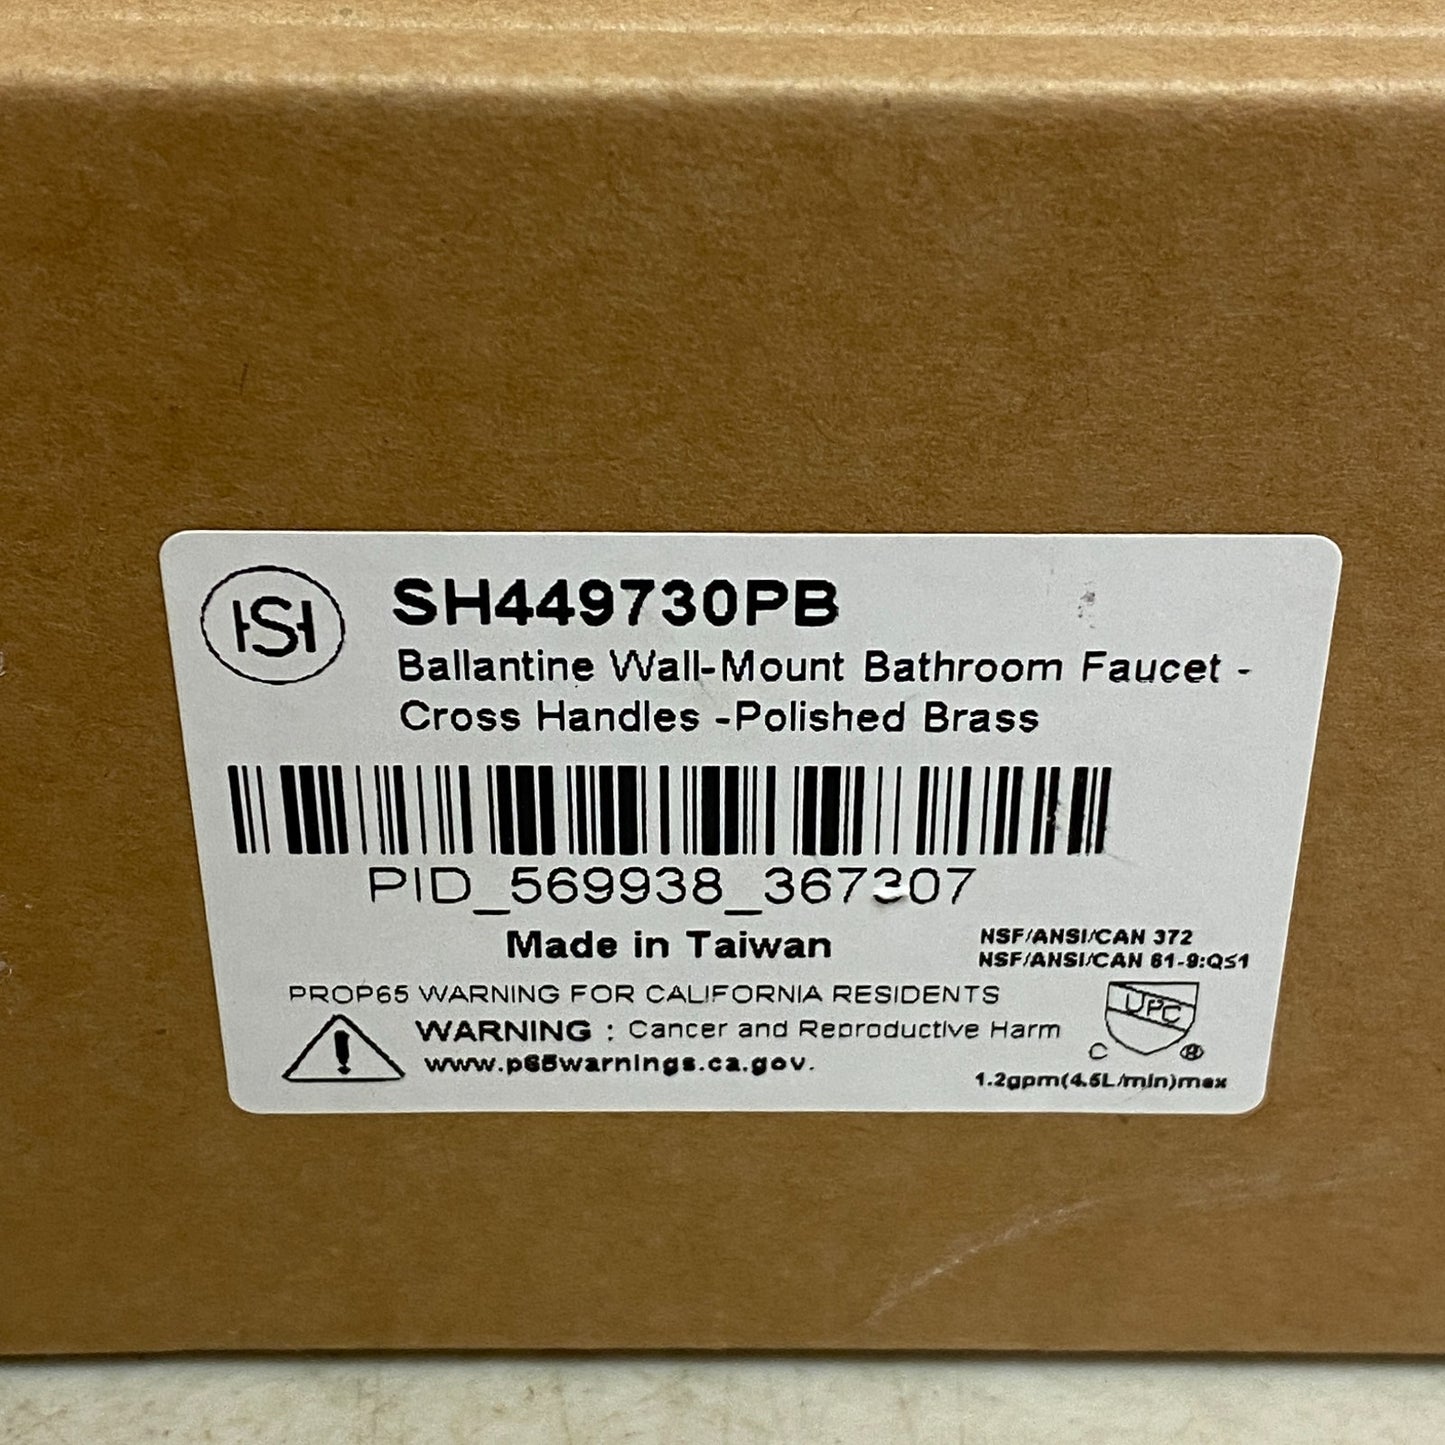 SH
SH449730PB
Ballantine Wall-Mount Bathroom Faucet -
Cross Handles -Polished Brass
PID_569938_367307
Made in Taiwan
NSF/ANSI/CAN 372
NSF/ANSI/CAN 61-9:Q≤1
PROP65 WARNING FOR CALIFORNIA RESIDENTS
WARNING : Cancer and Reproductive Harm
www.p65warnings.ca.gov.
UPC
C ®
1.2gpm(4.5L/min)max